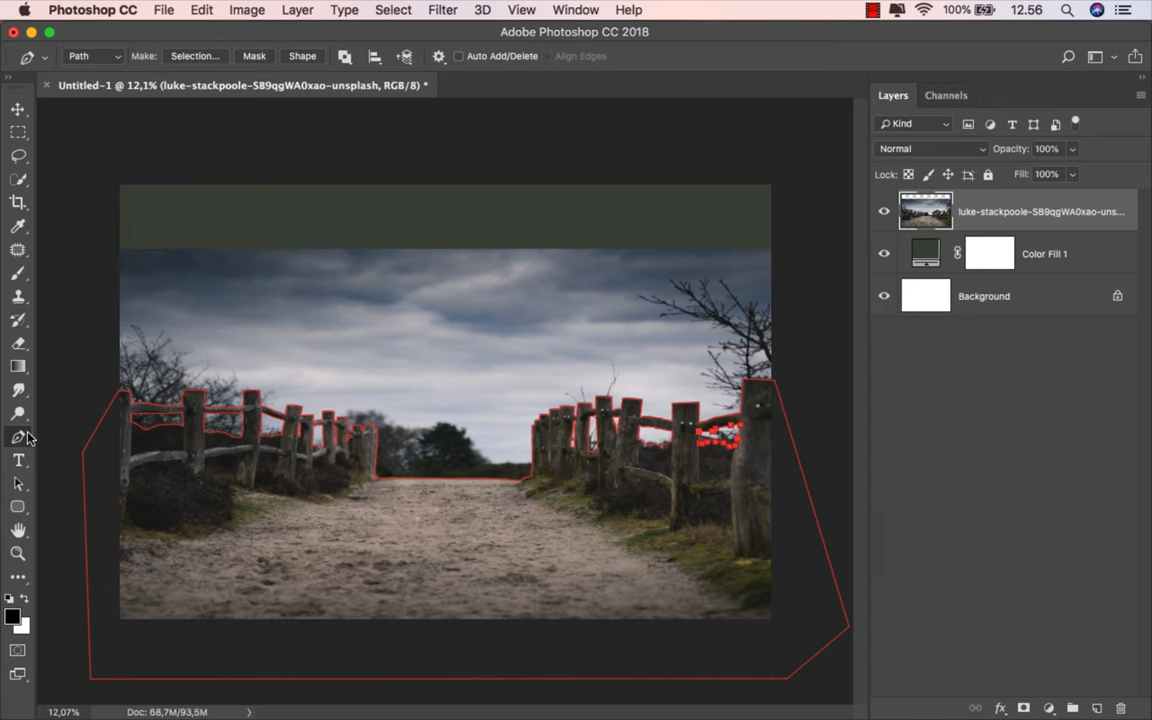 Photoshop CC File Edit Image Layer Type Select Filter 3D View Window Help 100% 12.56
Adobe Photoshop CC 2018
Path Make: Selection... Mask Shape Auto Add/Delete Align Edges
Untitled-1 @ 12,1% (luke-stackpoole-SB9qgWA0xao-unsplash, RGB/8) *
Layers Channels
Kind
Normal Opacity: 100%
Lock: Fill: 100%
luke-stackpoole-SB9qgWA0xao-uns...
Color Fill 1
Background
12,07% Doc: 68,7M/93,5M